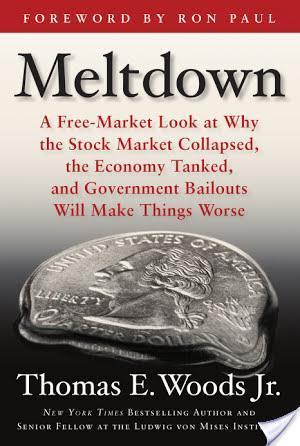 FOREWORD BY RON PAUL
Meltdown
A Free-Market Look at Why
the Stock Market Collapsed,
the Economy Tanked,
and Government Bailouts
Will Make Things Worse
UNITED STATES OF AMERICA
QUARTER DOLLAR
Thomas E. Woods Jr.
New York Times Bestselling Author and
Senior Fellow at the Ludwig von Mises